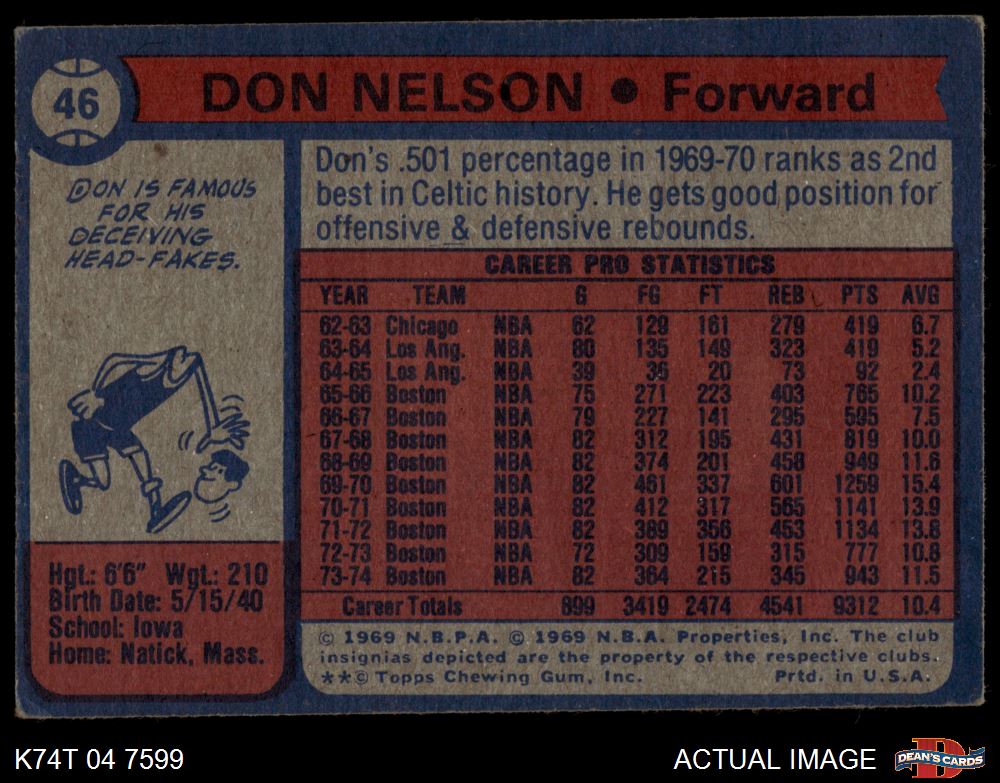 46
DON NELSON • Forward
DON IS FAMOUS
FOR HIS
DECEIVING
HEAD-FAKES.
Don's .501 percentage in 1969-70 ranks as 2nd
best in Celtic history. He gets good position for
offensive & defensive rebounds.
CAREER PRO STATISTICS
YEAR TEAM G FG FT REB PTS AVG
62-63 Chicago NBA 62 129 161 279 419 6.7
63-64 Los Ang. NBA 80 135 149 323 419 5.2
64-65 Los Ang. NBA 39 36 20 73 92 2.4
65-66 Boston NBA 75 271 223 403 765 10.2
66-67 Boston NBA 79 227 141 295 595 7.5
67-68 Boston NBA 82 312 195 431 819 10.0
68-69 Boston NBA 82 374 201 458 949 11.6
69-70 Boston NBA 82 461 337 601 1259 15.4
70-71 Boston NBA 82 412 317 565 1141 13.9
71-72 Boston NBA 82 389 356 453 1134 13.8
72-73 Boston NBA 72 309 159 315 777 10.8
73-74 Boston NBA 82 364 215 345 943 11.5
Career Totals 899 3419 2474 4541 9312 10.4
Hgt.: 6'6" Wgt.: 210
Birth Date: 5/15/40
School: Iowa
Home: Natick, Mass.
© 1969 N.B.P.A. © 1969 N.B.A. Properties, Inc. The club
insignias depicted are the property of the respective clubs.
**© Topps Chewing Gum, Inc. Prtd. in U.S.A.
K74T 04 7599
ACTUAL IMAGE
D
DEAN'S CARDS